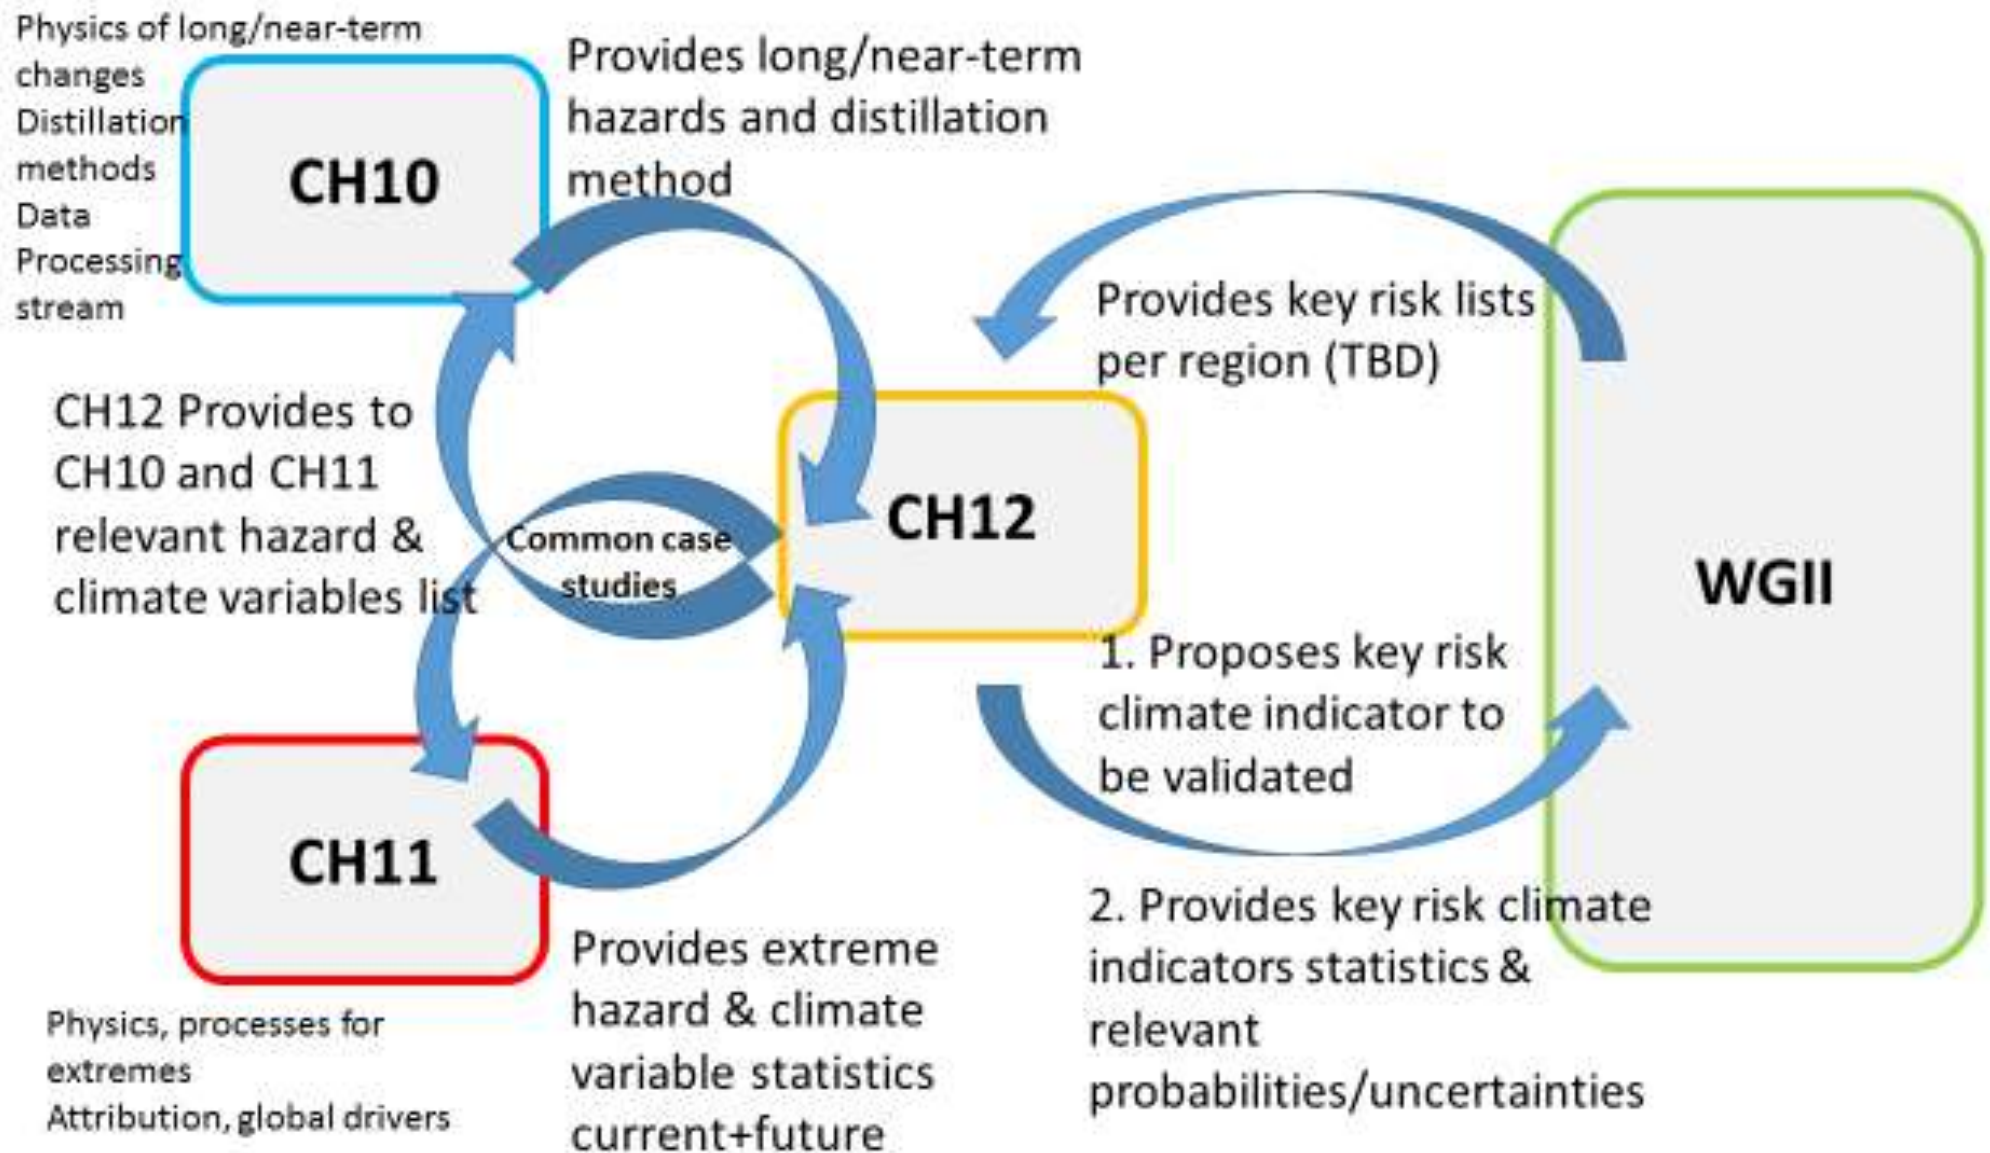 Physics of long/near-term
changes
Distillation
methods
Data
Processing
stream
CH10
Provides long/near-term
hazards and distillation
method
Provides key risk lists
per region (TBD)
CH12 Provides to
CH10 and CH11
relevant hazard &
climate variables list
Common case
studies
CH12
WGII
1. Proposes key risk
climate indicator to
be validated
CH11
2. Provides key risk climate
indicators statistics &
relevant
probabilities/uncertainties
Provides extreme
hazard & climate
variable statistics
current+future
Physics, processes for
extremes
Attribution, global drivers